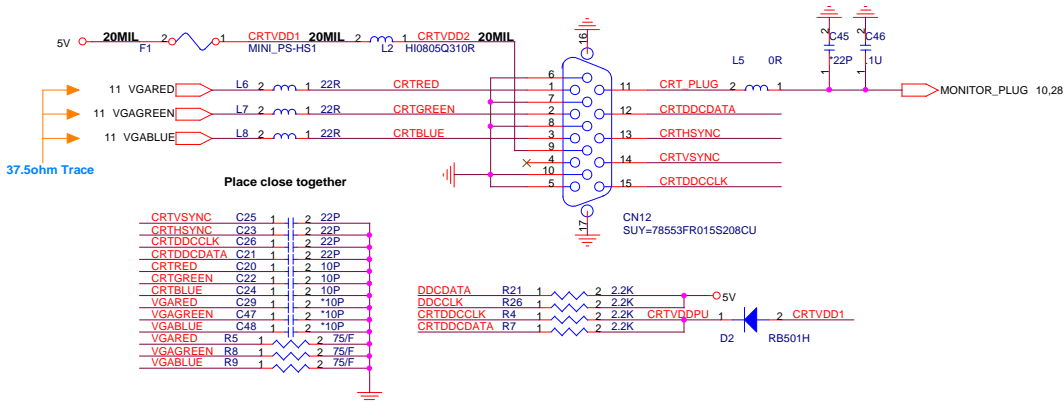 5V 20MIL F1 2 1 CRTVDD1 20MIL 2 1 CRTVDD2 20MIL
MINI_PS-HS1 L2 HI0805Q310R
16
2 C45 2 C46
*22P .1U
1 1
L5 0R
11 VGARED L6 2 1 22R CRTRED
11 VGAGREEN L7 2 1 22R CRTGREEN
11 VGABLUE L8 2 1 22R CRTBLUE
6
1
7
2
8
3
9
4
10
5
11 CRT_PLUG 2 1 MONITOR_PLUG 10,28
12 CRTDDCDATA
13 CRTHSYNC
14 CRTVSYNC
15 CRTDDCCLK
37.5ohm Trace
17
CN12
SUY=78553FR015S208CU
Place close together
CRTVSYNC C25 1 2 22P
CRTHSYNC C23 1 2 22P
CRTDDCCLK C26 1 2 22P
CRTDDCDATA C21 1 2 22P
CRTRED C20 1 2 10P
CRTGREEN C22 1 2 10P
CRTBLUE C24 1 2 10P
VGARED C29 1 2 *10P
VGAGREEN C47 1 2 *10P
VGABLUE C48 1 2 *10P
VGARED R5 1 2 75/F
VGAGREEN R8 1 2 75/F
VGABLUE R9 1 2 75/F
DDCDATA R21 1 2 2.2K 5V
DDCCLK R26 1 2 2.2K
CRTDDCCLK R4 1 2 2.2K CRTVDDPU 1 2 CRTVDD1
CRTDDCDATA R7 1 2 2.2K D2 RB501H